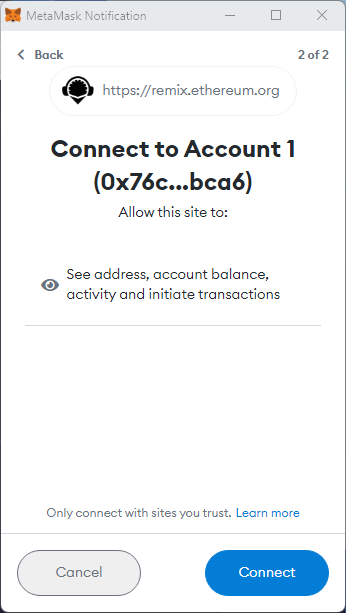 MetaMask Notification
Back
2 of 2
https://remix.ethereum.org
Connect to Account 1
(0x76c...bca6)
Allow this site to:
See address, account balance,
activity and initiate transactions
Only connect with sites you trust. Learn more
Cancel
Connect